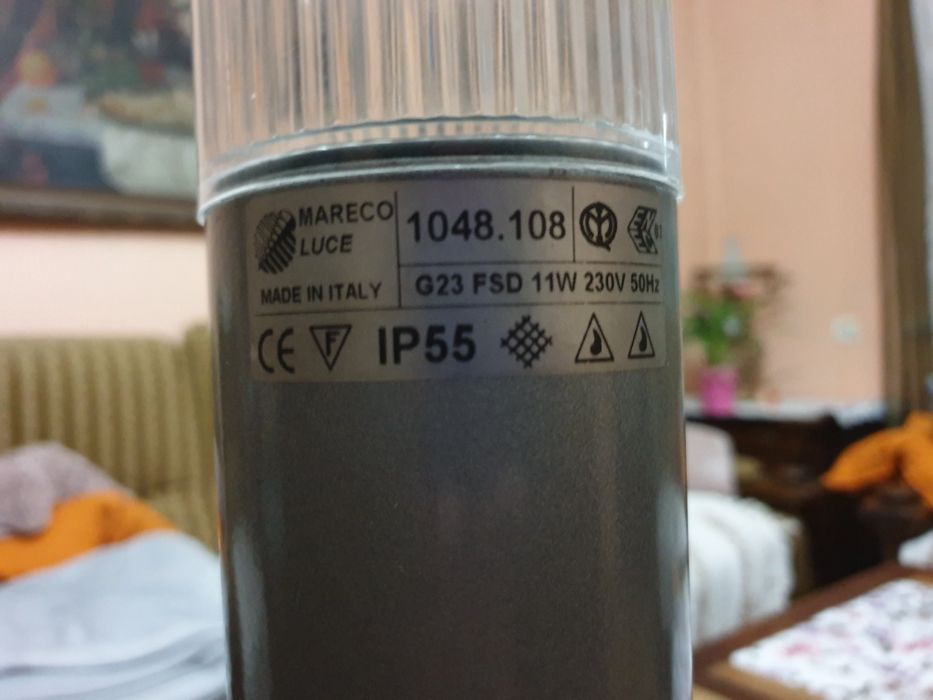 MARECO
LUCE
MADE IN ITALY
1048.108
G23 FSD 11W 230V 50Hz
CE F IP55